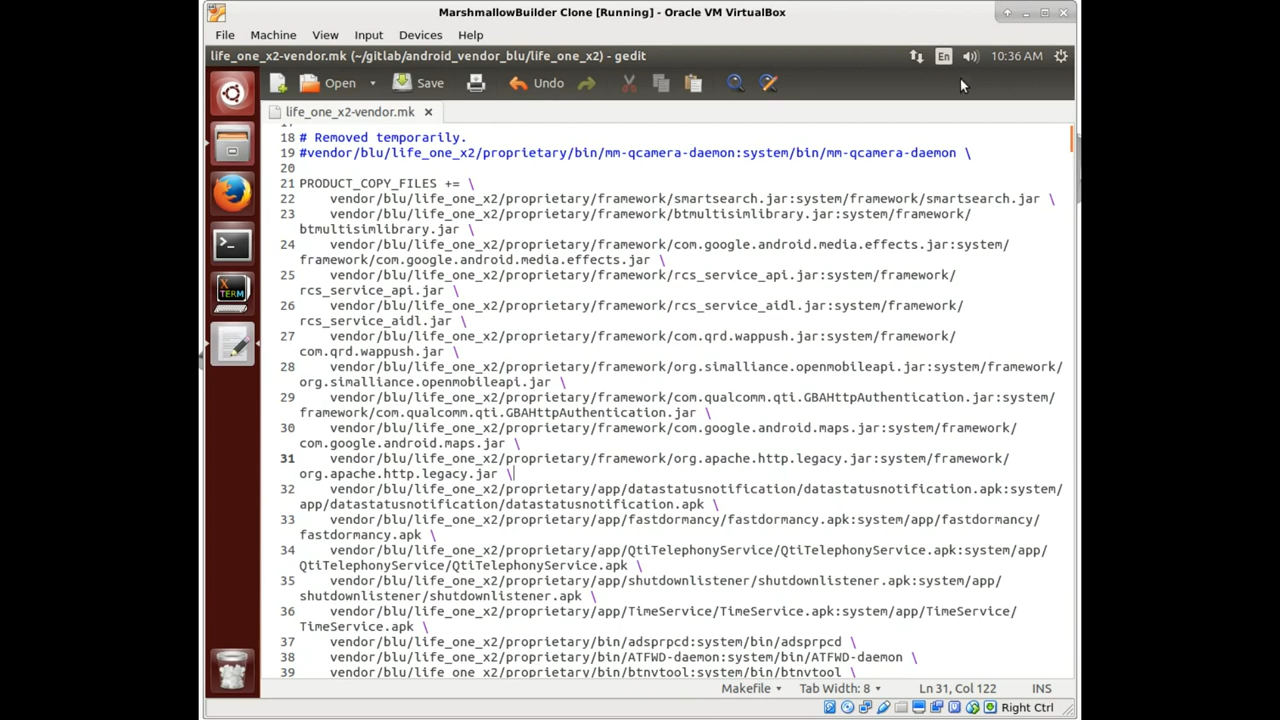 MarshmallowBuilder Clone [Running] - Oracle VM VirtualBox
File Machine View Input Devices Help
life_one_x2-vendor.mk (~/gitlab/android_vendor_blu/life_one_x2) - gedit En 10:36 AM
Open Save Undo
life_one_x2-vendor.mk
18 # Removed temporarily.
19 #vendor/blu/life_one_x2/proprietary/bin/mm-qcamera-daemon:system/bin/mm-qcamera-daemon \
20
21 PRODUCT_COPY_FILES += \
22 vendor/blu/life_one_x2/proprietary/framework/smartsearch.jar:system/framework/smartsearch.jar \
23 vendor/blu/life_one_x2/proprietary/framework/btmultisimlibrary.jar:system/framework/
btmultisimlibrary.jar \
24 vendor/blu/life_one_x2/proprietary/framework/com.google.android.media.effects.jar:system/
framework/com.google.android.media.effects.jar \
25 vendor/blu/life_one_x2/proprietary/framework/rcs_service_api.jar:system/framework/
rcs_service_api.jar \
26 vendor/blu/life_one_x2/proprietary/framework/rcs_service_aidl.jar:system/framework/
rcs_service_aidl.jar \
27 vendor/blu/life_one_x2/proprietary/framework/com.qrd.wappush.jar:system/framework/
com.qrd.wappush.jar \
28 vendor/blu/life_one_x2/proprietary/framework/org.simalliance.openmobileapi.jar:system/framework/
org.simalliance.openmobileapi.jar \
29 vendor/blu/life_one_x2/proprietary/framework/com.qualcomm.qti.GBAHttpAuthentication.jar:system/
framework/com.qualcomm.qti.GBAHttpAuthentication.jar \
30 vendor/blu/life_one_x2/proprietary/framework/com.google.android.maps.jar:system/framework/
com.google.android.maps.jar \
31 vendor/blu/life_one_x2/proprietary/framework/org.apache.http.legacy.jar:system/framework/
org.apache.http.legacy.jar \
32 vendor/blu/life_one_x2/proprietary/app/datastatusnotification/datastatusnotification.apk:system/
app/datastatusnotification/datastatusnotification.apk \
33 vendor/blu/life_one_x2/proprietary/app/fastdormancy/fastdormancy.apk:system/app/fastdormancy/
fastdormancy.apk \
34 vendor/blu/life_one_x2/proprietary/app/QtiTelephonyService/QtiTelephonyService.apk:system/app/
QtiTelephonyService/QtiTelephonyService.apk \
35 vendor/blu/life_one_x2/proprietary/app/shutdownlistener/shutdownlistener.apk:system/app/
shutdownlistener/shutdownlistener.apk \
36 vendor/blu/life_one_x2/proprietary/app/TimeService/TimeService.apk:system/app/TimeService/
TimeService.apk \
37 vendor/blu/life_one_x2/proprietary/bin/adsprpcd:system/bin/adsprpcd \
38 vendor/blu/life_one_x2/proprietary/bin/ATFWD-daemon:system/bin/ATFWD-daemon \
39 vendor/blu/life_one_x2/proprietary/bin/btnvtool:system/bin/btnvtool \
X TERM
Makefile Tab Width: 8 Ln 31, Col 122 INS
Right Ctrl